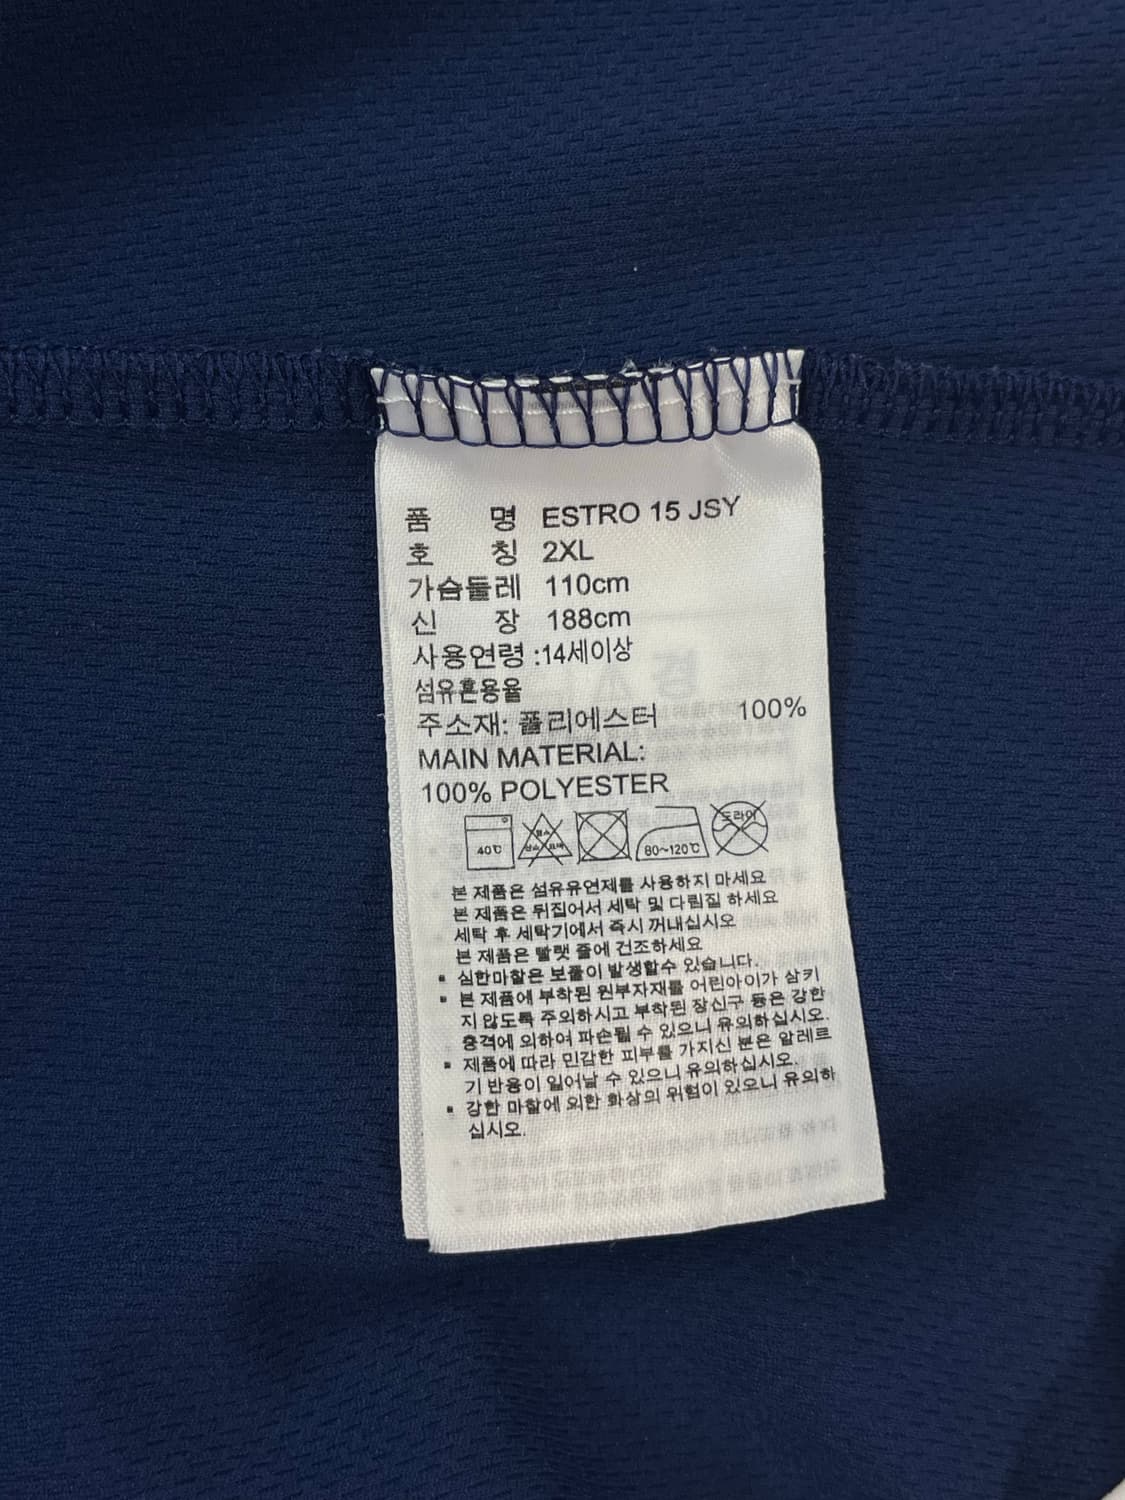 품 명 ESTRO 15 JSY
호 칭 2XL
가슴둘레 110cm
신 장 188cm
사용연령 :14세이상
섬유혼용율
주소재: 폴리에스터 100%
MAIN MATERIAL:
100% POLYESTER
40℃ 80~120℃ 드라이
본 제품은 섬유유연제를 사용하지 마세요
본 제품은 뒤집어서 세탁 및 다림질 하세요
세탁 후 세탁기에서 즉시 꺼내십시오
본 제품은 빨랫 줄에 건조하세요
▪ 심한마찰은 보풀이 발생할수 있습니다.
▪ 본 제품에 부착된 원부자재를 어린아이가 삼키
지 않도록 주의하시고 부착된 장신구 등은 강한
충격에 의하여 파손될 수 있으니 유의하십시오.
▪ 제품에 따라 민감한 피부를 가지신 분은 알레르
기 반응이 일어날 수 있으니 유의하십시오.
▪ 강한 마찰에 의한 화상의 위험이 있으니 유의하
십시오.